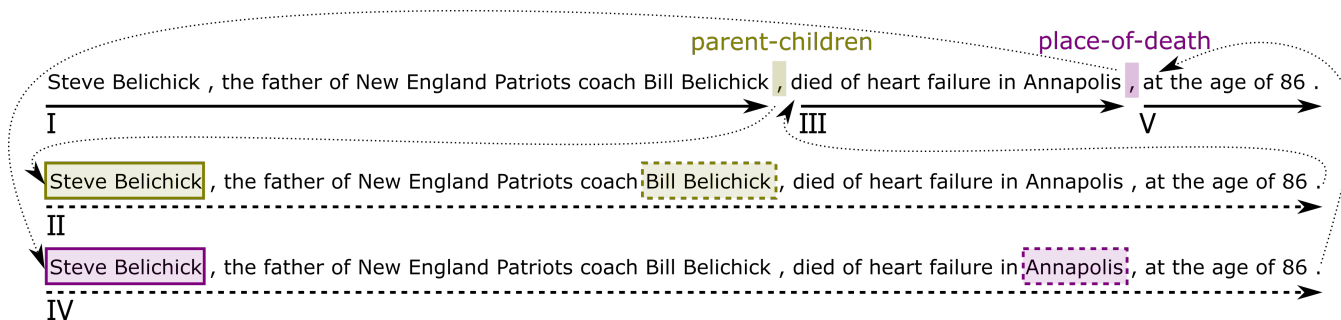 parent-children place-of-death
Steve Belichick , the father of New England Patriots coach Bill Belichick , died of heart failure in Annapolis , at the age of 86 .
I III V
Steve Belichick , the father of New England Patriots coach Bill Belichick , died of heart failure in Annapolis , at the age of 86 .
II
Steve Belichick , the father of New England Patriots coach Bill Belichick , died of heart failure in Annapolis , at the age of 86 .
IV